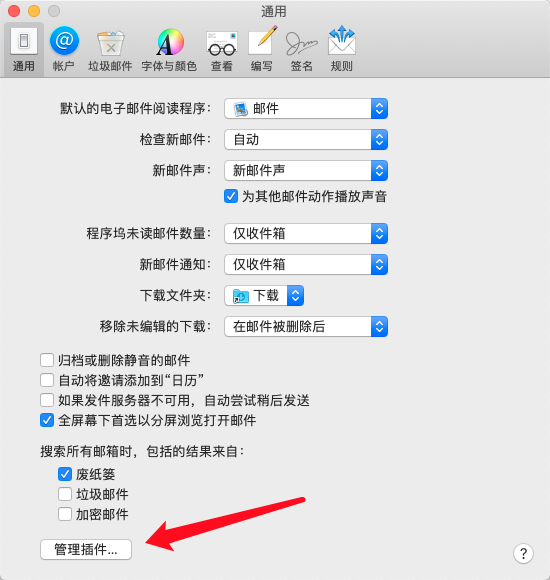 通用
通用 帐户 垃圾邮件 字体与颜色 查看 编写 签名 规则
默认的电子邮件阅读程序： 邮件
检查新邮件： 自动
新邮件声： 新邮件声
为其他邮件动作播放声音
程序坞未读邮件数量： 仅收件箱
新邮件通知： 仅收件箱
下载文件夹： 下载
移除未编辑的下载： 在邮件被删除后
归档或删除静音的邮件
自动将邀请添加到“日历”
如果发件服务器不可用，自动尝试稍后发送
全屏幕下首选以分屏浏览打开邮件
搜索所有邮箱时，包括的结果来自：
废纸篓
垃圾邮件
加密邮件
管理插件... ?